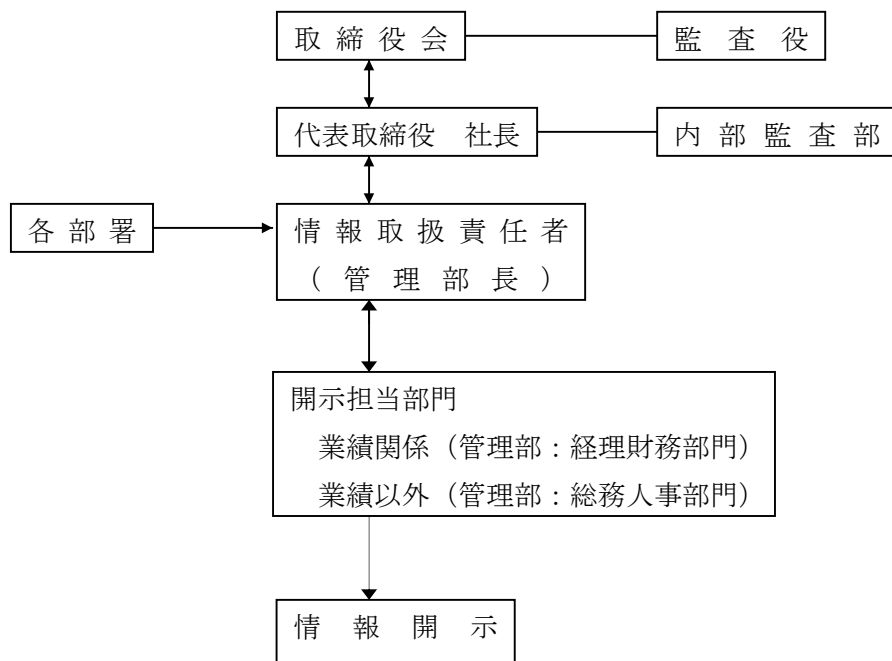 取締役会
監査役
代表取締役　社長
内部監査部
各部署
情報取扱責任者
(管理部長)
開示担当部門
業績関係（管理部：経理財務部門）
業績以外（管理部：総務人事部門）
情報開示